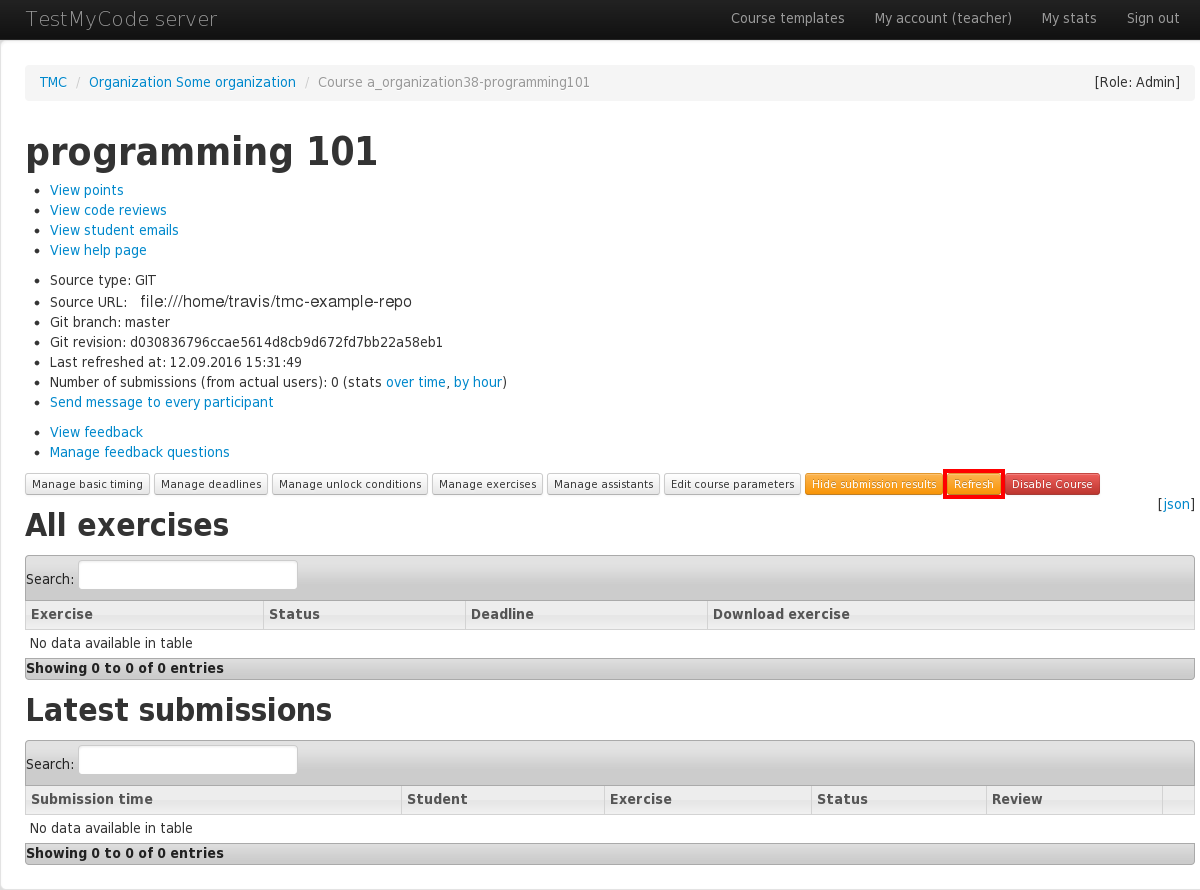 TestMyCode server Course templates My account (teacher) My stats Sign out
TMC / Organization Some organization / Course a_organization38-programming101 [Role: Admin]
programming 101
• View points
• View code reviews
• View student emails
• View help page
• Source type: GIT
• Source URL: file:///home/travis/tmc-example-repo
• Git branch: master
• Git revision: d030836796ccae5614d8cb9d672fd7bb22a58eb1
• Last refreshed at: 12.09.2016 15:31:49
• Number of submissions (from actual users): 0 (stats over time, by hour)
• Send message to every participant
• View feedback
• Manage feedback questions
Manage basic timing Manage deadlines Manage unlock conditions Manage exercises Manage assistants Edit course parameters Hide submission results Refresh Disable Course
[json]
All exercises
Search:
Exercise Status Deadline Download exercise
No data available in table
Showing 0 to 0 of 0 entries
Latest submissions
Search:
Submission time Student Exercise Status Review
No data available in table
Showing 0 to 0 of 0 entries